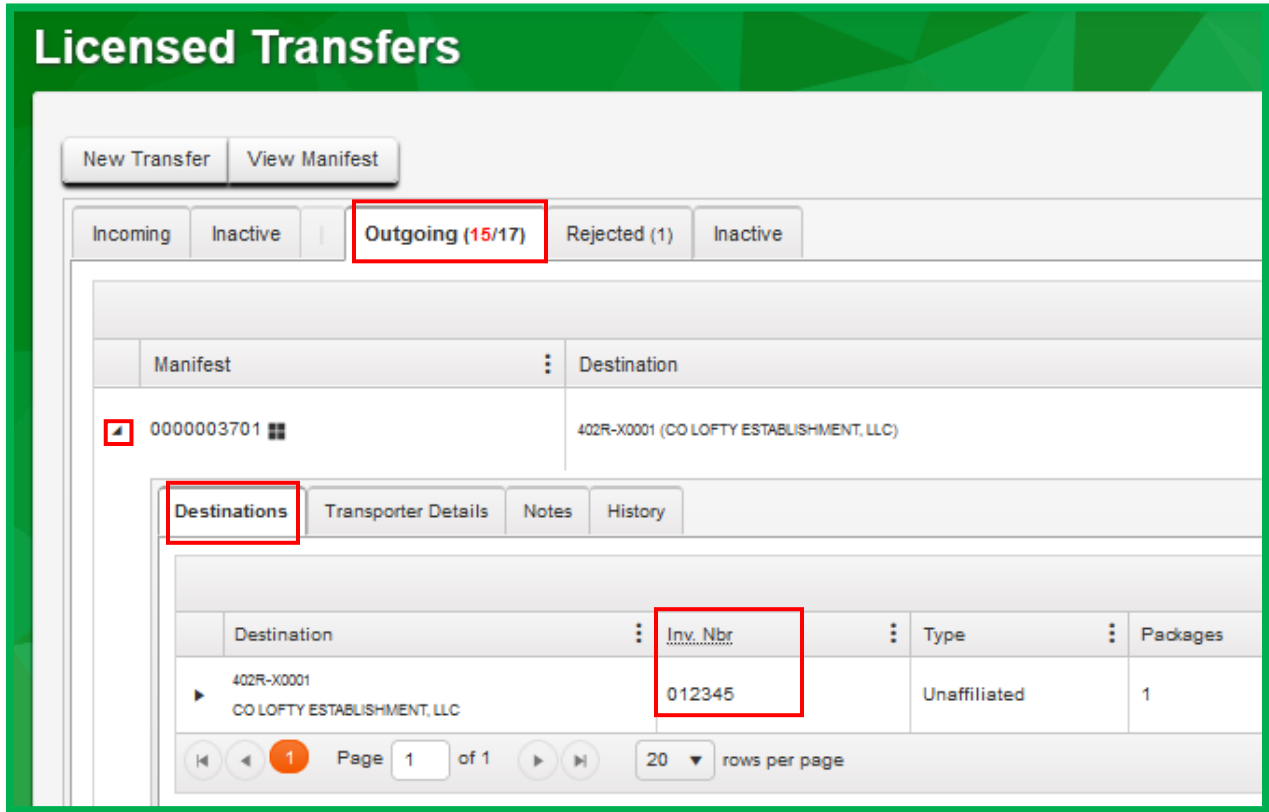 Licensed Transfers
New Transfer View Manifest
Incoming Inactive | Outgoing (15/17) Rejected (1) Inactive
Manifest Destination
0000003701 402R-X0001 (CO LOFTY ESTABLISHMENT, LLC)
Destinations Transporter Details Notes History
Destination Inv. Nbr Type Packages
402R-X0001
CO LOFTY ESTABLISHMENT, LLC 012345 Unaffiliated 1
1 Page 1 of 1 20 rows per page